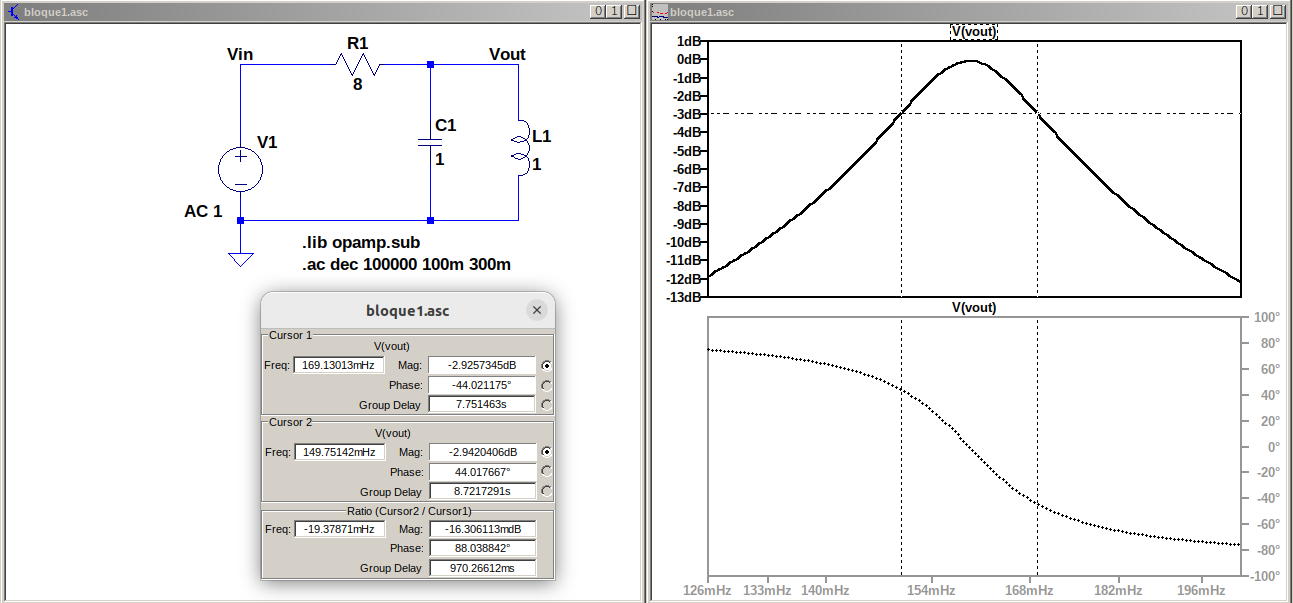 bloque1.asc
Vin
R1
8
Vout
V1
C1
1
L1
1
AC 1
.lib opamp.sub
.ac dec 100000 100m 300m
bloque1.asc
Cursor 1
V(vout)
Freq: 169.13013mHz Mag: -2.9257345dB
Phase: -44.021175°
Group Delay 7.751463s
Cursor 2
V(vout)
Freq: 149.75142mHz Mag: -2.9420406dB
Phase: 44.017667°
Group Delay 8.7217291s
Ratio (Cursor2 / Cursor1)
Freq: -19.37871mHz Mag: -16.306113mdB
Phase: 88.038842°
Group Delay 970.26612ms
bloque1.asc
V(vout)
1dB
0dB
-1dB
-2dB
-3dB
-4dB
-5dB
-6dB
-7dB
-8dB
-9dB
-10dB
-11dB
-12dB
-13dB
V(vout)
100°
80°
60°
40°
20°
0°
-20°
-40°
-60°
-80°
-100°
126mHz 133mHz 140mHz 154mHz 168mHz 182mHz 196mHz